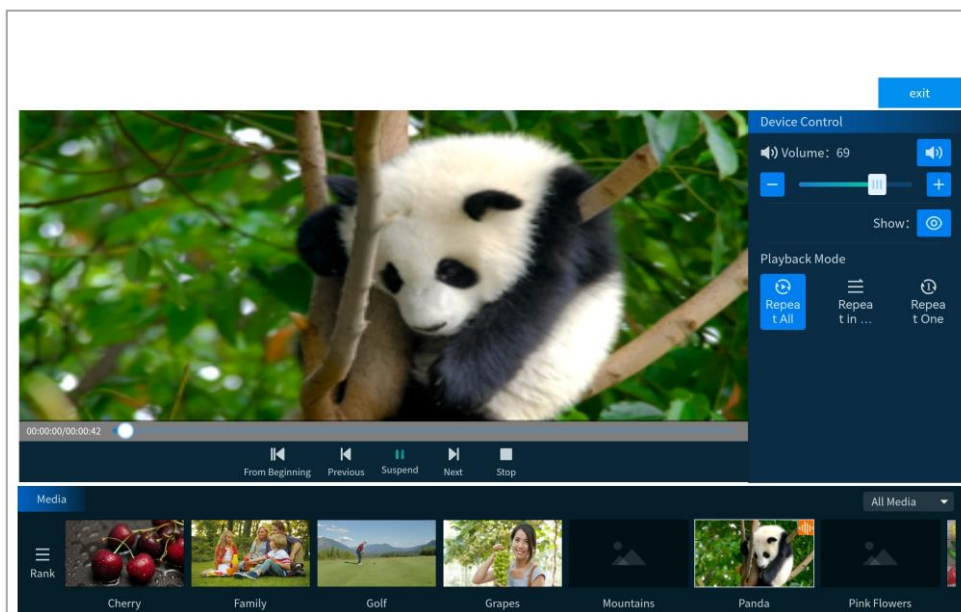 exit
Device Control
Volume： 69
Show：
Playback Mode
Repea
t All
Repea
t in ...
Repea
t One
00:00:00/00:00:42
From Beginning
Previous
Suspend
Next
Stop
Media
All Media
Rank
Cherry
Family
Golf
Grapes
Mountains
Panda
Pink Flowers